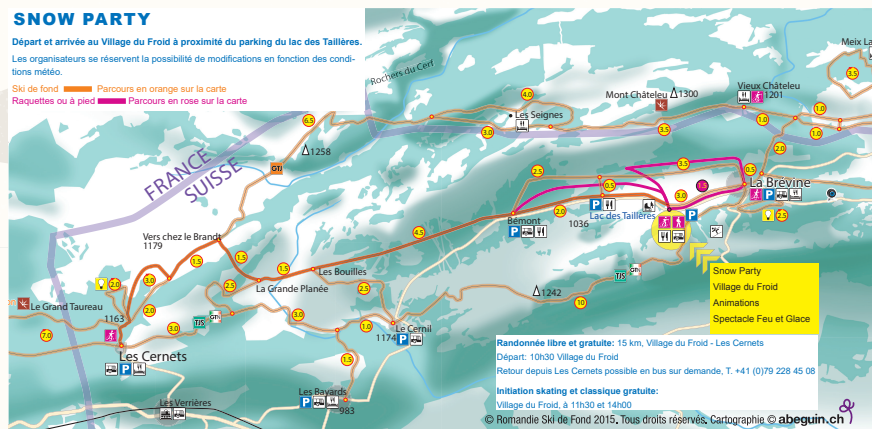 SNOW PARTY
Départ et arrivée au Village du Froid à proximité du parking du lac des Taillères.
Les organisateurs se réservent la possibilité de modifications en fonction des condi-
tions météo.
Ski de fond Parcours en orange sur la carte
Raquettes ou à pied Parcours en rose sur la carte
Rochers du Cerf
Meix La
3.5
Mont Châteleu 1300
Vieux Châteleu
1201
4.0
Les Seignes
6.5
3.0
3.5
1.0
1.0
1.0
2.0
1258
GTJ
FRANCE
SUISSE
2.5
0.5
3.5
3.0
1.5
0.5
La Brévine
Bémont
2.0
1036
Lac des Taillères
2.5
4.5
Vers chez le Brandt
1179
1.5
1.5
1.5
Les Bouilles
La Grande Planée
2.0
3.0
2.5
2.5
TJS
1242
10
Le Grand Taureau
1163
2.0
3.0
TJS
3.0
1.0
Le Cernil
1174
7.0
Les Cernets
1.5
Les Bayards
983
Les Verrières
P
P
P
P
P
P
P
Snow Party
Village du Froid
Animations
Spectacle Feu et Glace
Randonnée libre et gratuite: 15 km, Village du Froid - Les Cernets
Départ: 10h30 Village du Froid
Retour depuis Les Cernets possible en bus sur demande, T. +41 (0)79 228 45 08
Initiation skating et classique gratuite:
Village du Froid, à 11h30 et 14h00
© Romandie Ski de Fond 2015. Tous droits réservés. Cartographie © abeguin.ch